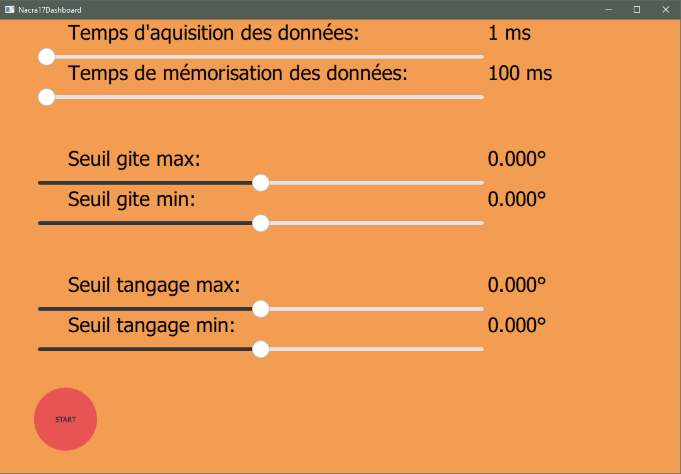 Nacra17Dashboard
Temps d'aquisition des données: 1 ms
Temps de mémorisation des données: 100 ms
Seuil gite max: 0.000°
Seuil gite min: 0.000°
Seuil tangage max: 0.000°
Seuil tangage min: 0.000°
START